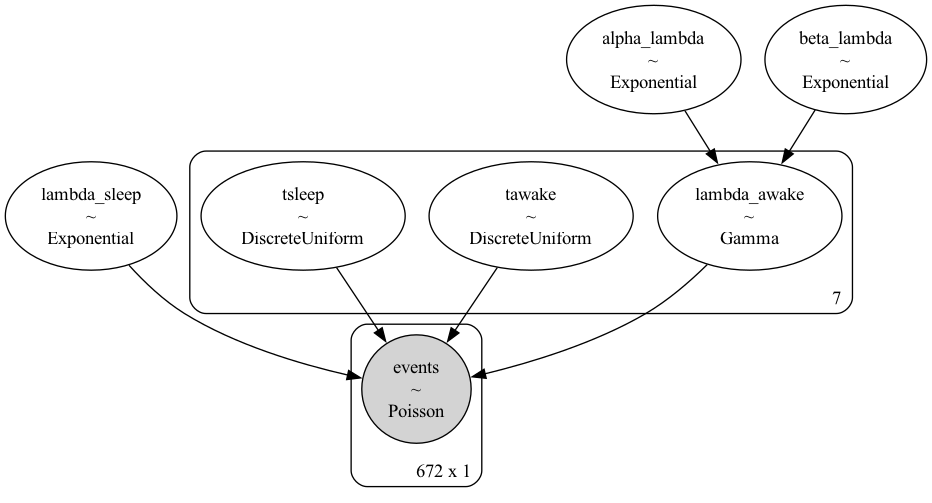 alpha_lambda
~
Exponential
beta_lambda
~
Exponential
lambda_sleep
~
Exponential
tsleep
~
DiscreteUniform
tawake
~
DiscreteUniform
lambda_awake
~
Gamma
7
events
~
Poisson
672 x 1